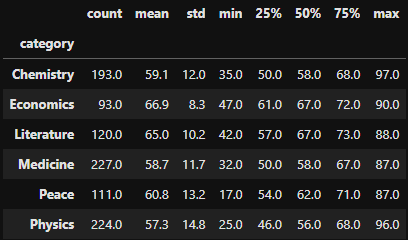 count mean std min 25% 50% 75% max
category
Chemistry 193.0 59.1 12.0 35.0 50.0 58.0 68.0 97.0
Economics 93.0 66.9 8.3 47.0 61.0 67.0 72.0 90.0
Literature 120.0 65.0 10.2 42.0 57.0 67.0 73.0 88.0
Medicine 227.0 58.7 11.7 32.0 50.0 58.0 67.0 87.0
Peace 111.0 60.8 13.2 17.0 54.0 62.0 71.0 87.0
Physics 224.0 57.3 14.8 25.0 46.0 56.0 68.0 96.0